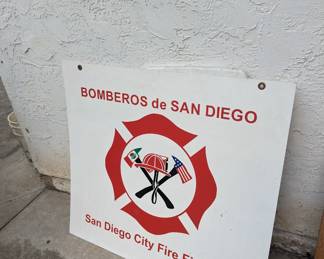 BOMBEROS de SAN DIEGO
San Diego City Fire